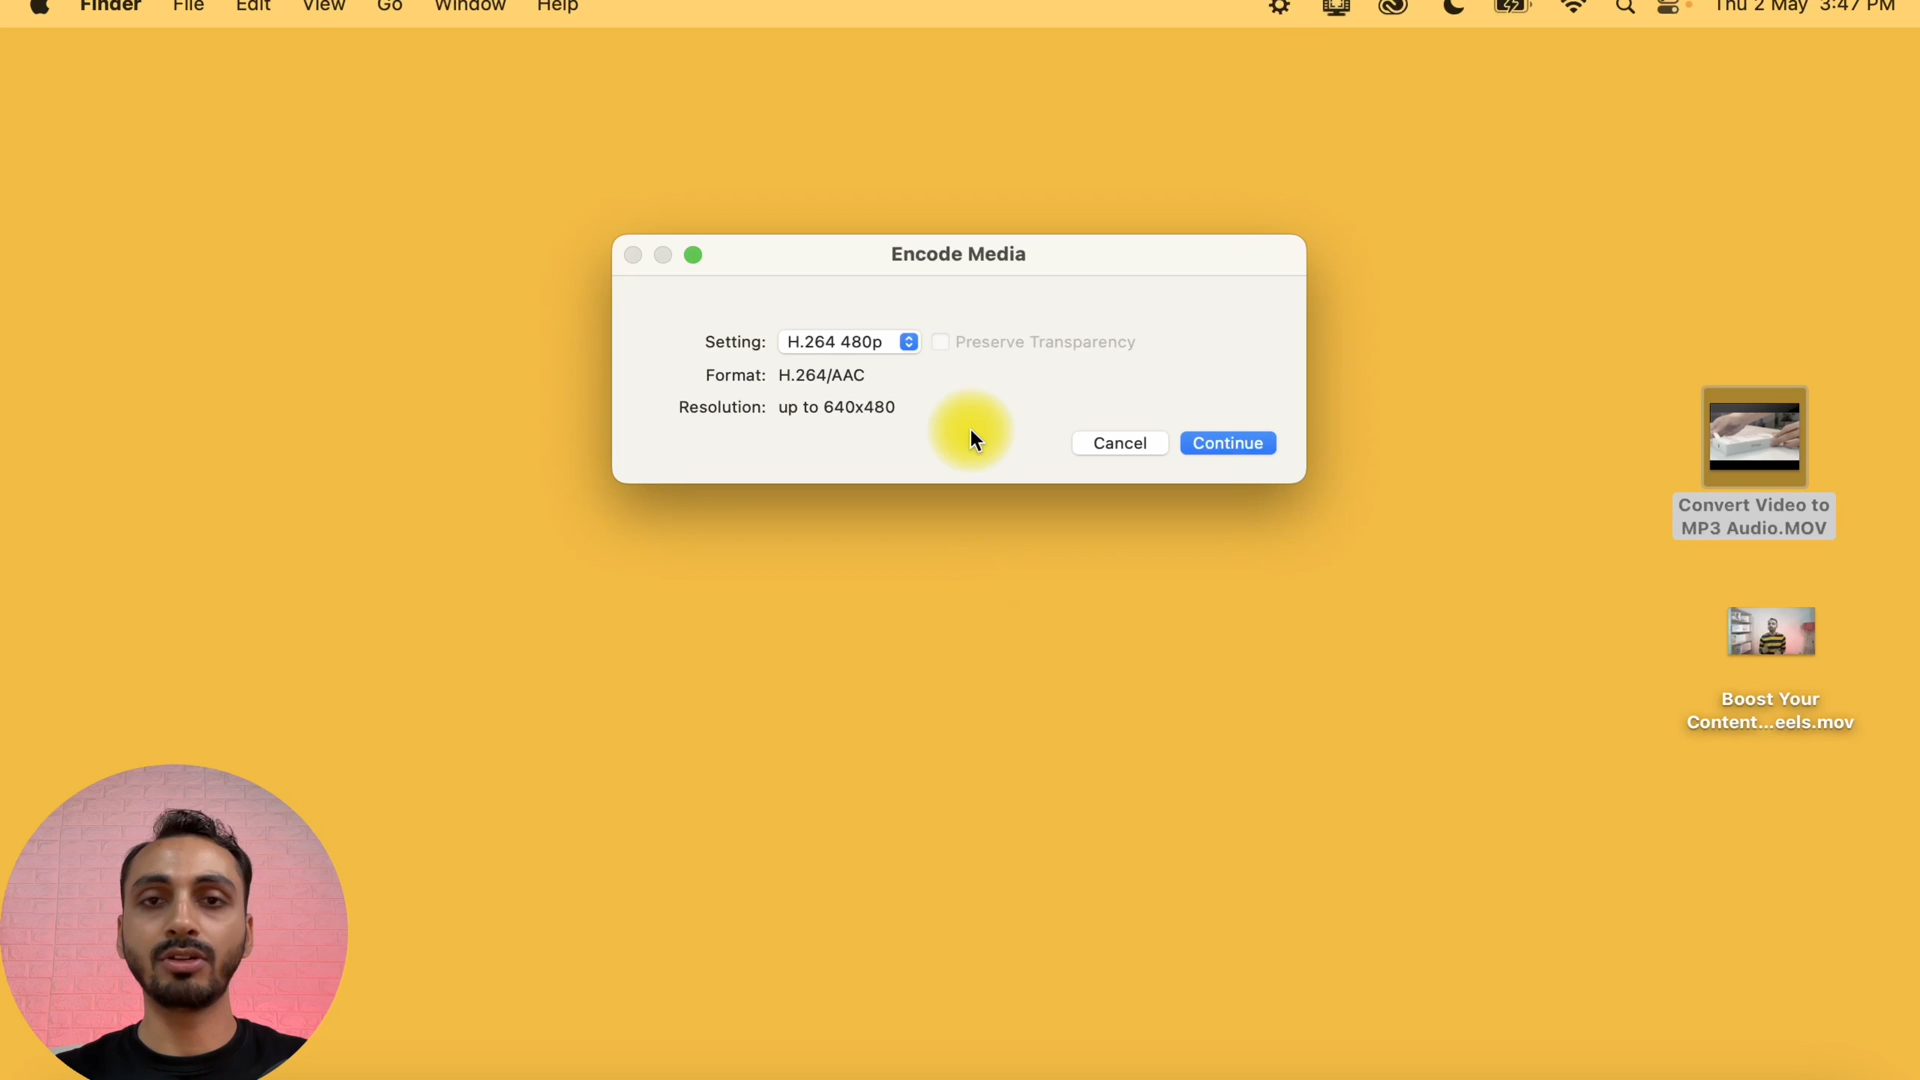 Finder File Edit View Go Window Help Thu 2 May 3:47 PM
Encode Media
Setting: H.264 480p Preserve Transparency
Format: H.264/AAC
Resolution: up to 640x480
Cancel Continue
Convert Video to
MP3 Audio.MOV
Boost Your
Content...eels.mov